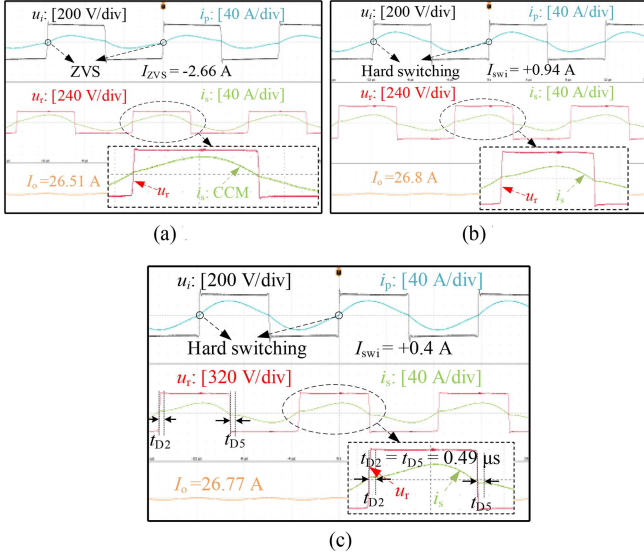 ui: [200 V/div] ip: [40 A/div]
ZVS IZVS = -2.66 A
ur: [240 V/div] is: [40 A/div]
Io = 26.51 A
ur is: CCM
(a)
ui: [200 V/div] ip: [40 A/div]
Hard switching Iswi = +0.94 A
ur: [240 V/div] is: [40 A/div]
Io = 26.8 A
ur is
(b)
ui: [200 V/div] ip: [40 A/div]
Hard switching Iswi = +0.4 A
ur: [320 V/div] is: [40 A/div]
tD2 tD5
tD2 = tD5 = 0.49 μs
Io = 26.77 A
ur is
tD2 tD5
(c)